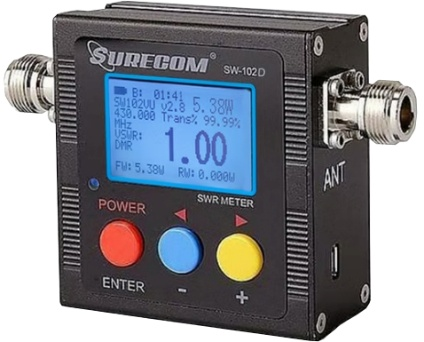 SURECOM®
SW-102D
B: 01:41
SW102VU v2.8 5.38W
430.000 Trans% 99.99%
MHz
VSWR: 1.00
DMR
FW: 5.38W RW: 0.000W
SWR METER
POWER
ENTER
-
+
ANT